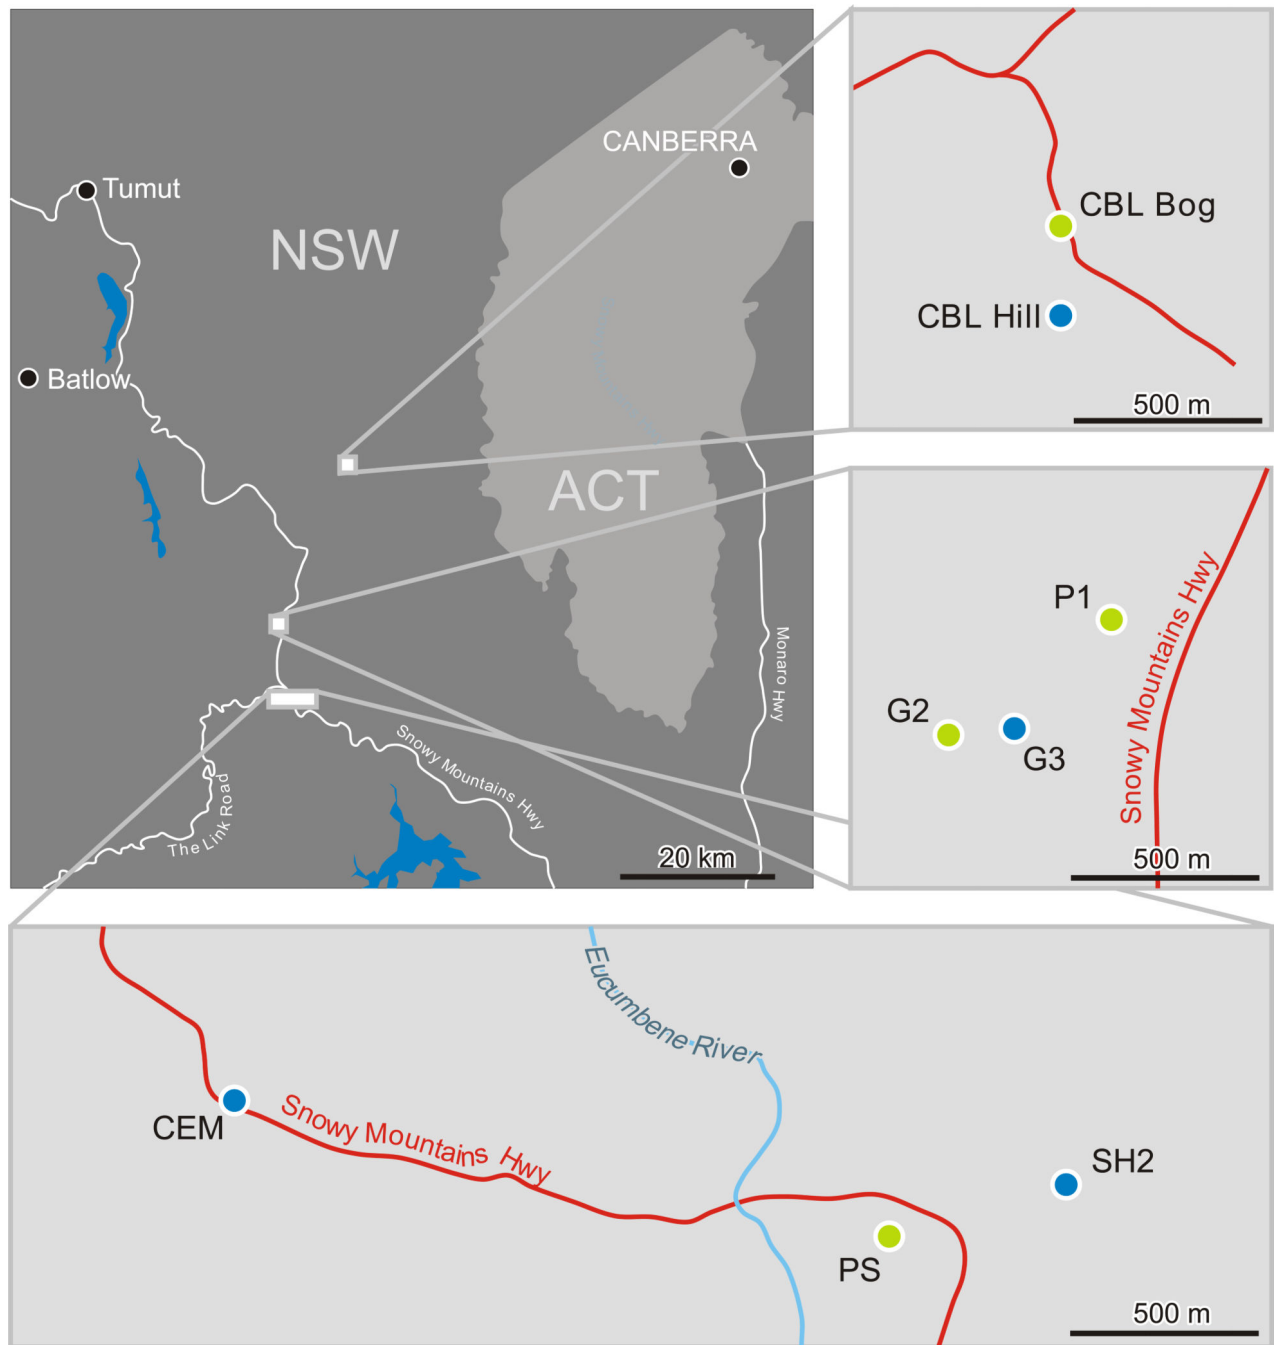 CANBERRA
Tumut
NSW
Batlow
ACT
Monaro Hwy
Snowy Mountains Hwy
The Link Road
20 km
CBL Bog
CBL Hill
500 m
P1
G2
G3
Snowy Mountains Hwy
500 m
Eucumbene River
CEM
Snowy Mountains Hwy
SH2
PS
500 m